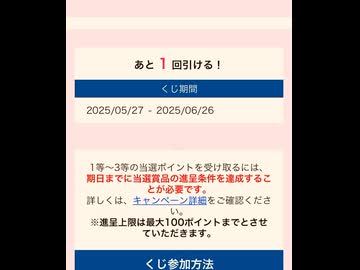 あと 1 回引ける！
くじ期間
2025/05/27 - 2025/06/26
1等〜3等の当選ポイントを受け取るには、
期日までに当選賞品の進呈条件を達成するこ
とが必要です。
詳しくは、キャンペーン詳細をご確認くださ
い。
※進呈上限は最大100ポイントまでとさせ
ていただきます。
くじ参加方法